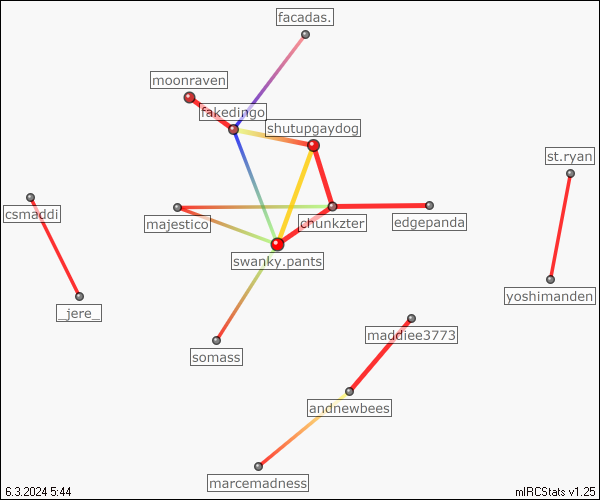 facadas.
moonraven
fakedingo
shutupgaydog
st.ryan
csmaddi
majestico
chunkzter
edgepanda
swanky.pants
yoshimanden
_jere_
maddiee3773
somass
andnewbees
marcemadness
6.3.2024 5:44
mIRCStats v1.25